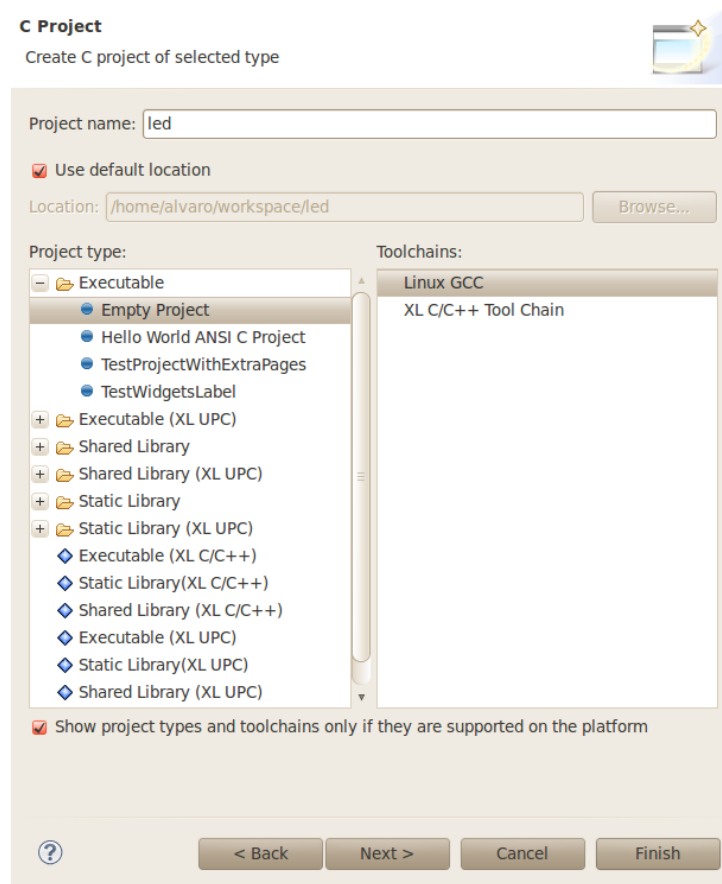 C Project
Create C project of selected type
Project name: led
Use default location
Location: /home/alvaro/workspace/led Browse...
Project type: Toolchains:
Executable
Empty Project
Hello World ANSI C Project
TestProjectWithExtraPages
TestWidgetsLabel
Executable (XL UPC)
Shared Library
Shared Library (XL UPC)
Static Library
Static Library (XL UPC)
Executable (XL C/C++)
Static Library(XL C/C++)
Shared Library (XL C/C++)
Executable (XL UPC)
Static Library(XL UPC)
Shared Library (XL UPC)
Linux GCC
XL C/C++ Tool Chain
Show project types and toolchains only if they are supported on the platform
? < Back Next > Cancel Finish